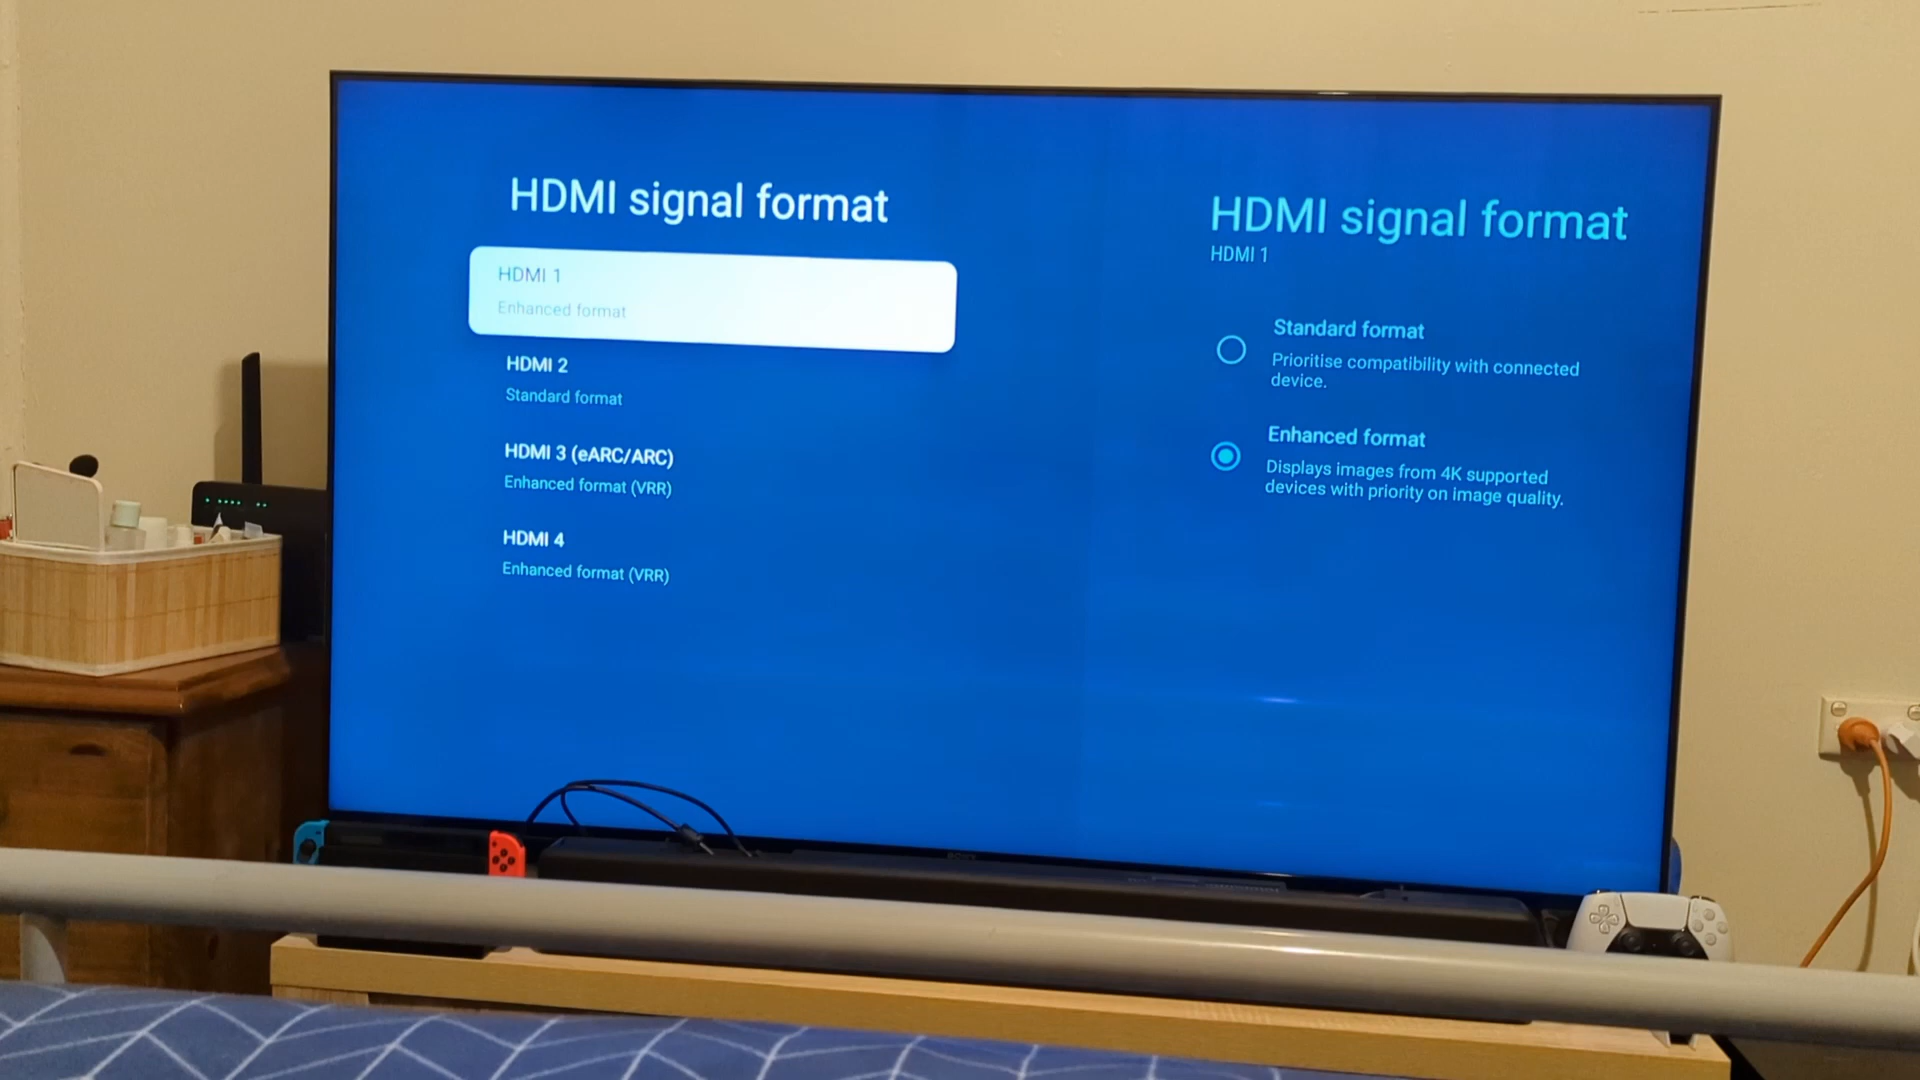 HDMI signal format
HDMI 1
Enhanced format
HDMI 2
Standard format
HDMI 3 (eARC/ARC)
Enhanced format (VRR)
HDMI 4
Enhanced format (VRR)
HDMI signal format
HDMI 1
Standard format
Prioritise compatibility with connected
device.
Enhanced format
Displays images from 4K supported
devices with priority on image quality.
SONY